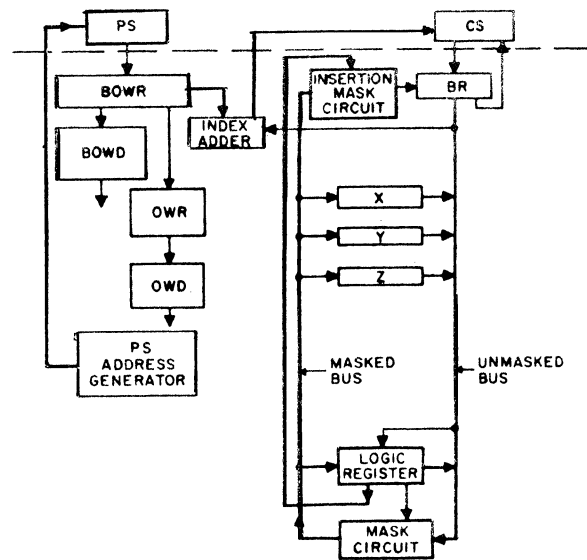 PS
CS
BOWR
INSERTION
MASK
CIRCUIT
BR
INDEX
ADDER
BOWD
X
OWR
Y
Z
OWD
PS
ADDRESS
GENERATOR
MASKED
BUS
UNMASKED
BUS
LOGIC
REGISTER
MASK
CIRCUIT